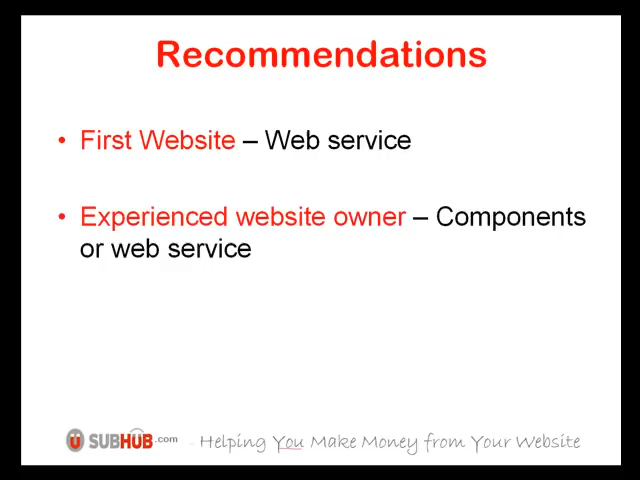 Recommendations
• First Website – Web service
• Experienced website owner – Components
or web service
SUBHUB.com - Helping You Make Money from Your Website